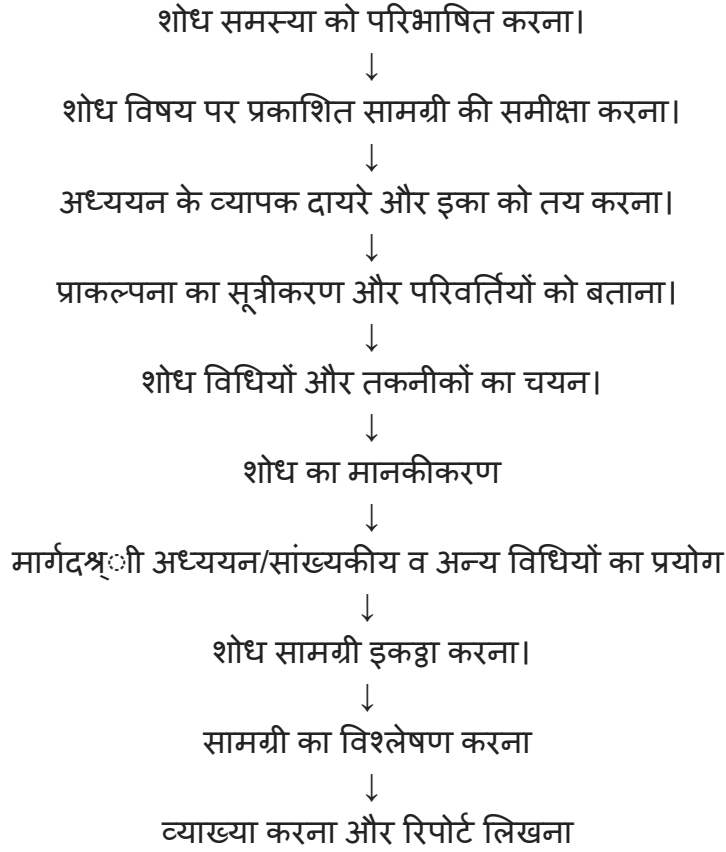 शोध समस्या को परिभाषित करना।
↓
शोध विषय पर प्रकाशित सामग्री की समीक्षा करना।
↓
अध्ययन के व्यापक दायरे और इका को तय करना।
↓
प्राकल्पना का सूत्रीकरण और परिवर्तियों को बताना।
↓
शोध विधियों और तकनीकों का चयन।
↓
शोध का मानकीकरण
↓
मार्गदश्र्ाी अध्ययन/सांख्यकीय व अन्य विधियों का प्रयोग
↓
शोध सामग्री इकठ्ठा करना।
↓
सामग्री का विश्लेषण करना
↓
व्याख्या करना और रिपोर्ट लिखना